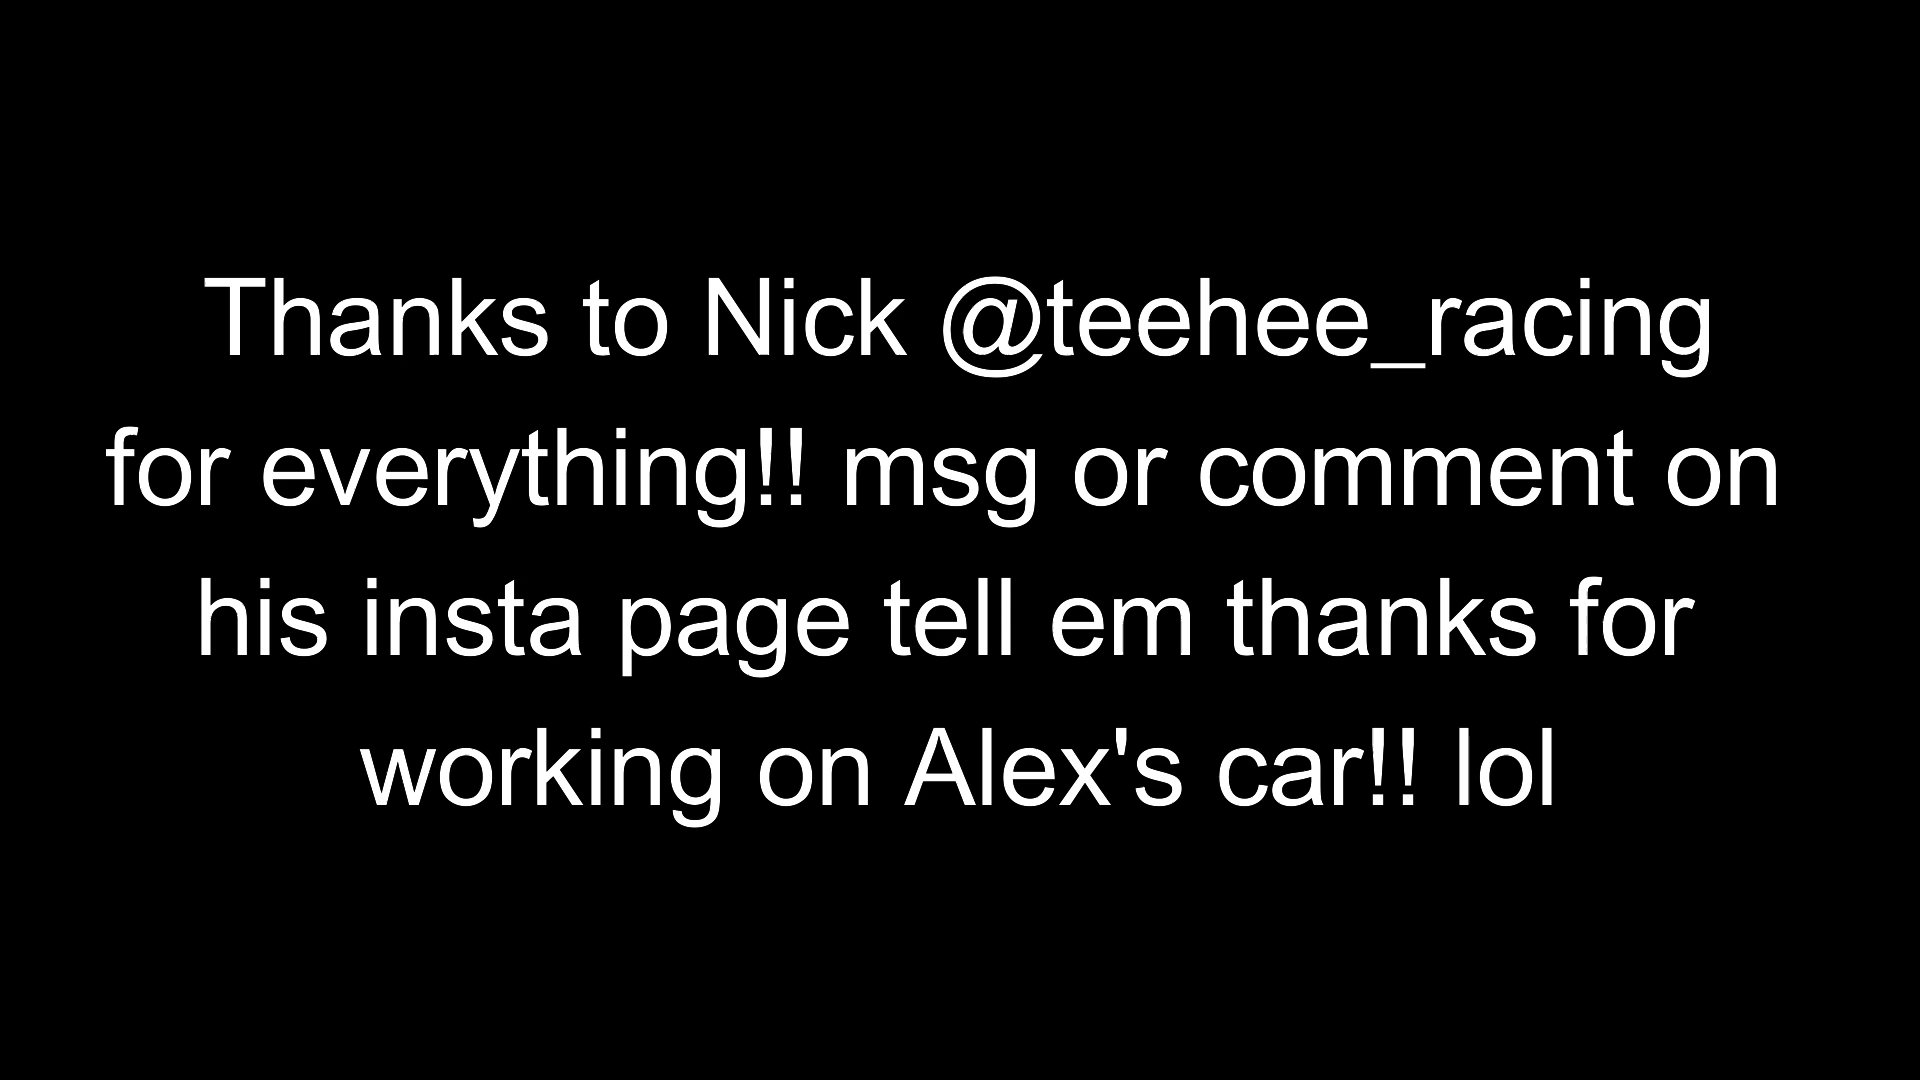 Thanks to Nick @teehee_racing
for everything!! msg or comment on
his insta page tell em thanks for
working on Alex's car!! lol